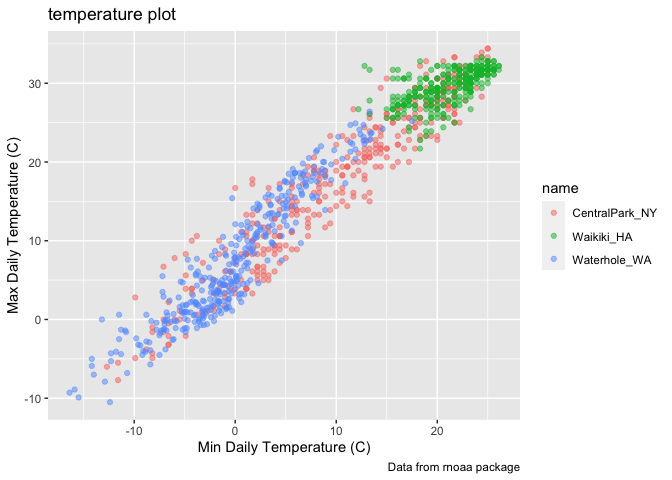 temperature plot
Max Daily Temperature (C)
30
20
10
0
-10
-10 0 10 20
Min Daily Temperature (C)
Data from rnoaa package
name
CentralPark_NY
Waikiki_HA
Waterhole_WA